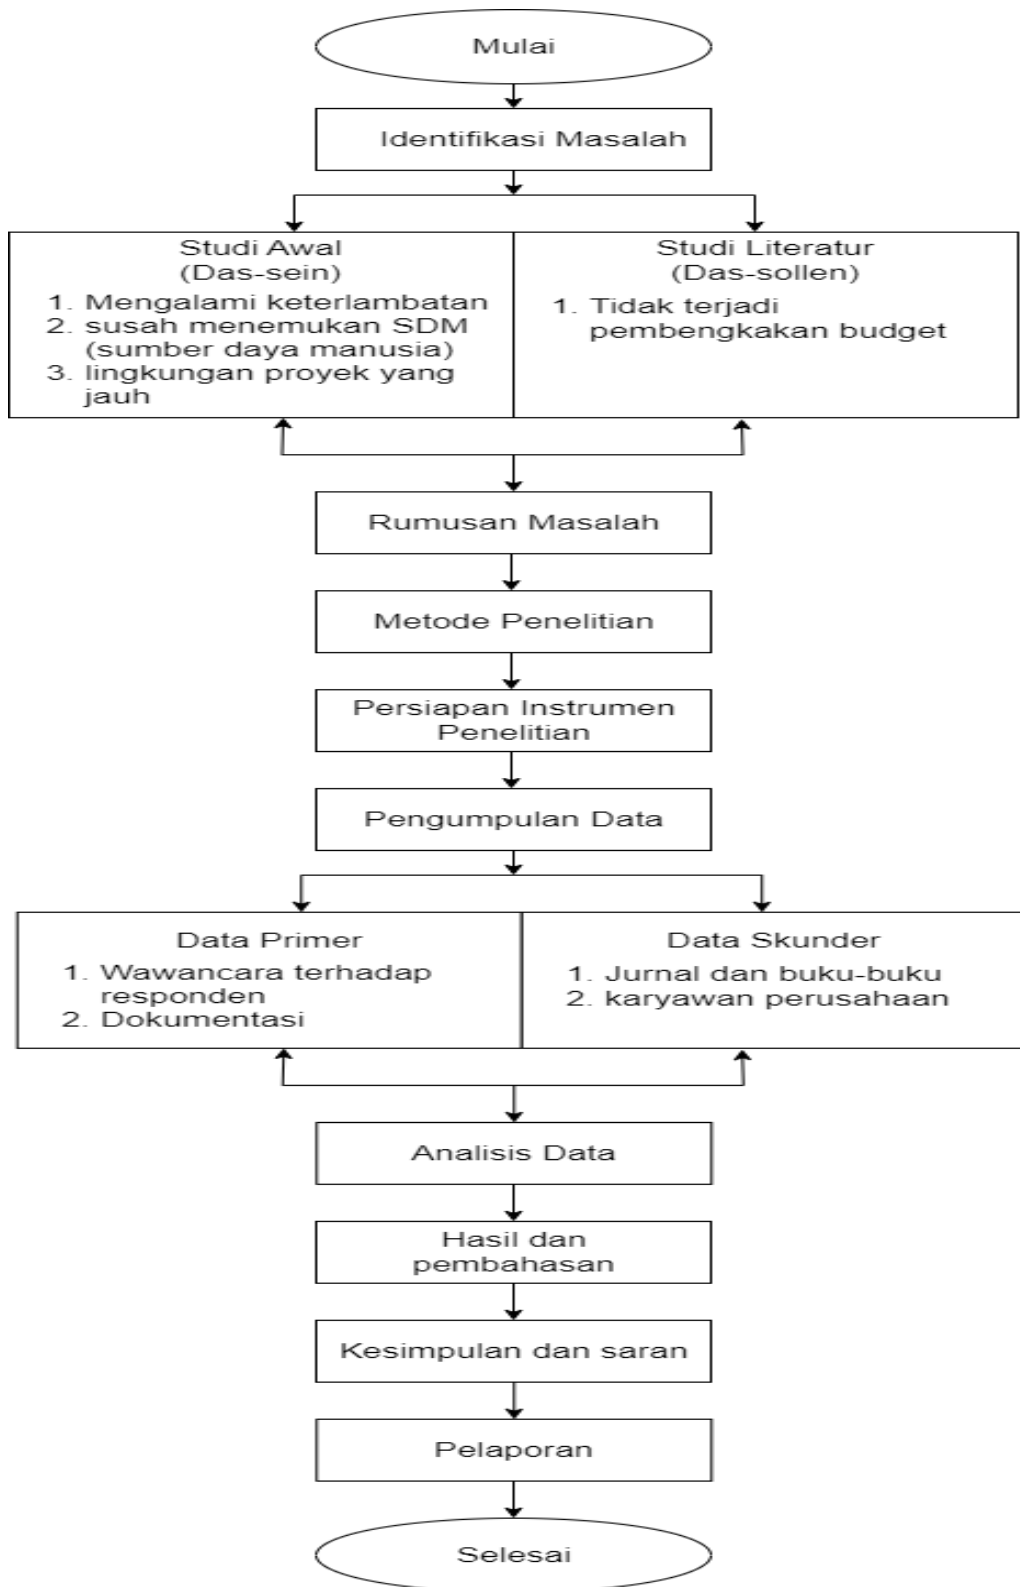 Mulai
Identifikasi Masalah
Studi Awal
(Das-sein)
1. Mengalami keterlambatan
2. susah menemukan SDM
(sumber daya manusia)
3. lingkungan proyek yang
jauh
Studi Literatur
(Das-sollen)
1. Tidak terjadi
pembengkakan budget
Rumusan Masalah
Metode Penelitian
Persiapan Instrumen
Penelitian
Pengumpulan Data
Data Primer
1. Wawancara terhadap
responden
2. Dokumentasi
Data Skunder
1. Jurnal dan buku-buku
2. karyawan perusahaan
Analisis Data
Hasil dan
pembahasan
Kesimpulan dan saran
Pelaporan
Selesai